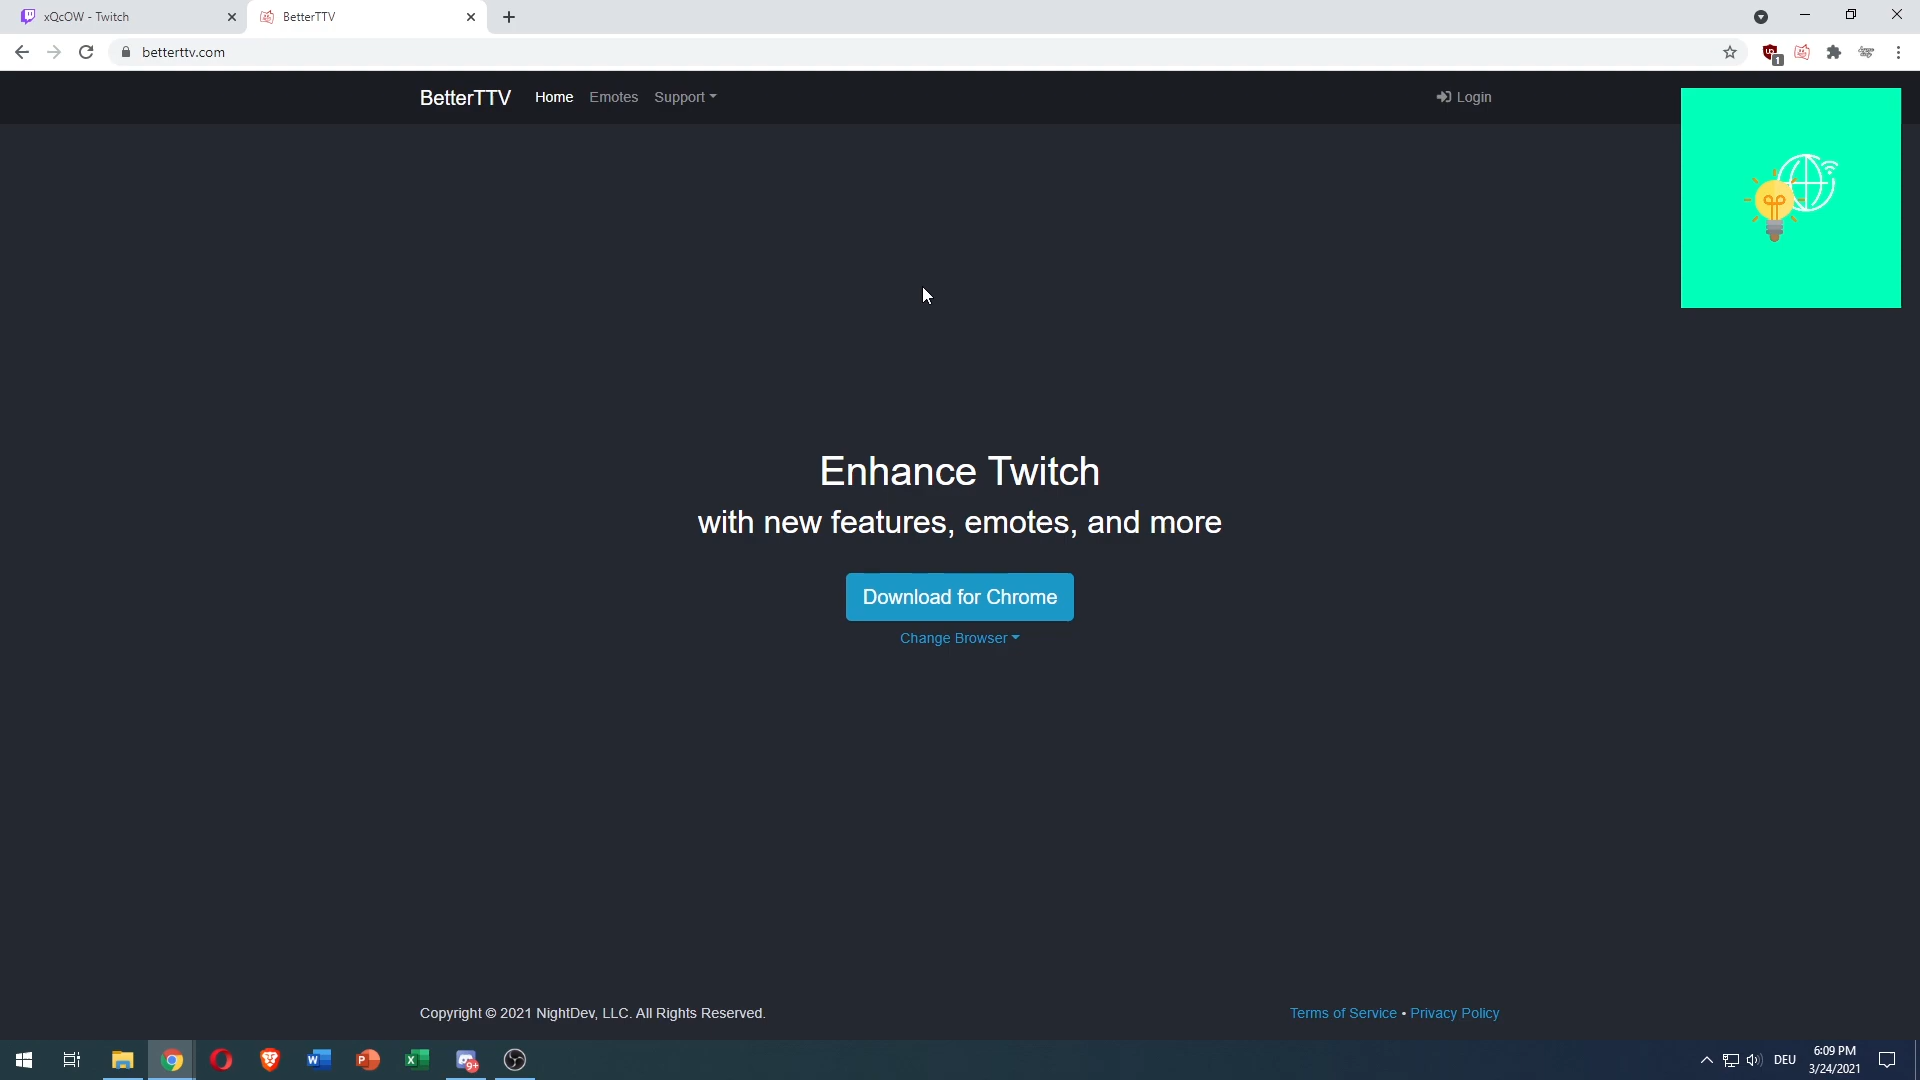 xQcOW - Twitch
BetterTTV
betterttv.com
1
BetterTTV
Home
Emotes
Support
Login
Enhance Twitch
with new features, emotes, and more
Download for Chrome
Change Browser
Copyright © 2021 NightDev, LLC. All Rights Reserved.
Terms of Service • Privacy Policy
9+
DEU
6:09 PM
3/24/2021